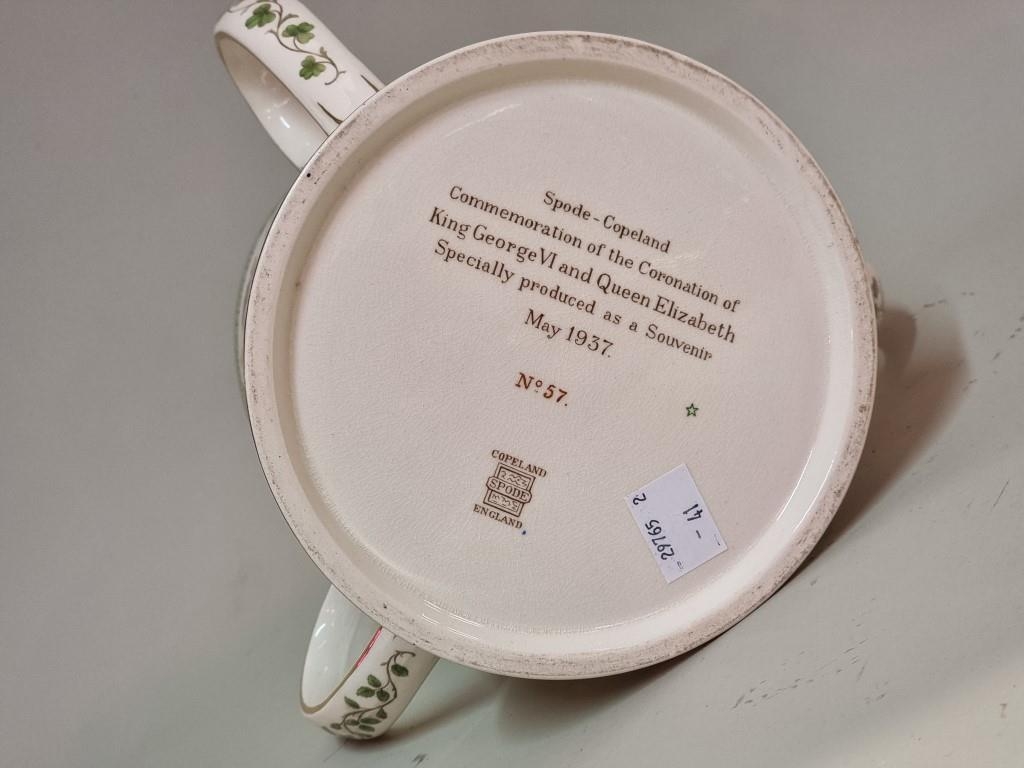 Spode-Copeland
Commemoration of the Coronation of
King George VI and Queen Elizabeth
Specially produced as a Souvenir
May 1937.
Nº 57.
COPELAND
SPODE
ENGLAND
29765 2
- 41